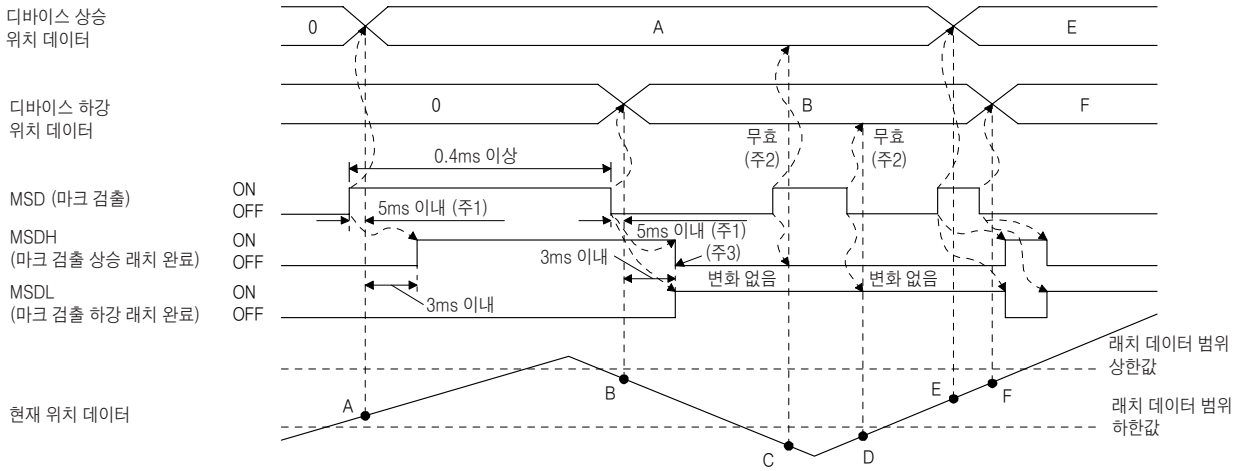 디바이스 상승
위치 데이터
0
A
E
디바이스 하강
위치 데이터
0
B
F
무효
(주2)
무효
(주2)
0.4ms 이상
MSD (마크 검출)
ON
OFF
5ms 이내 (주1)
5ms 이내 (주1)
MSDH
(마크 검출 상승 래치 완료)
ON
OFF
(주3)
3ms 이내
변화 없음
변화 없음
MSDL
(마크 검출 하강 래치 완료)
ON
OFF
3ms 이내
래치 데이터 범위
상한값
현재 위치 데이터
A
B
C
D
E
F
래치 데이터 범위
하한값